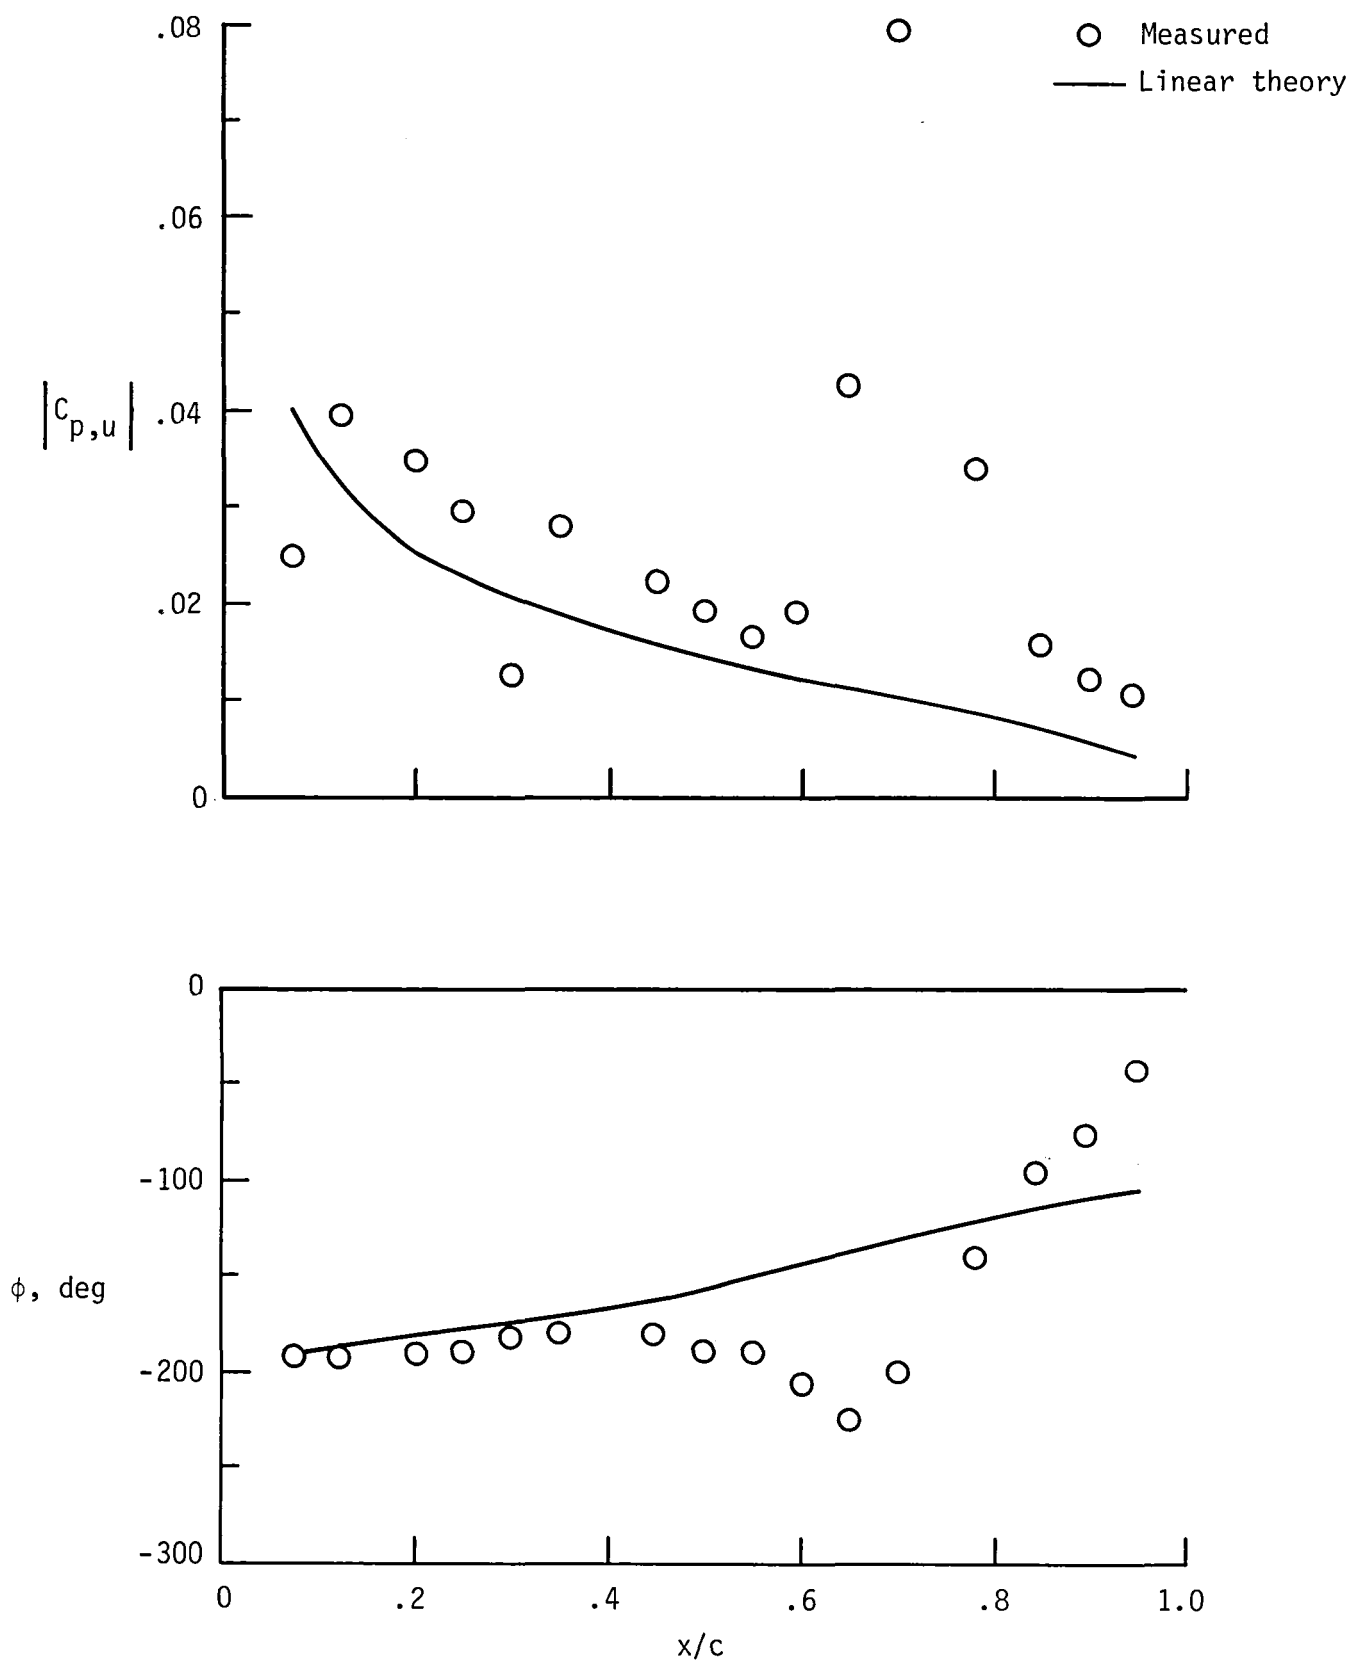 .08
.06
.04
.02
0
|C_{p,u}|
Measured
Linear theory
0
-100
-200
-300
φ, deg
0 .2 .4 .6 .8 1.0
x/c